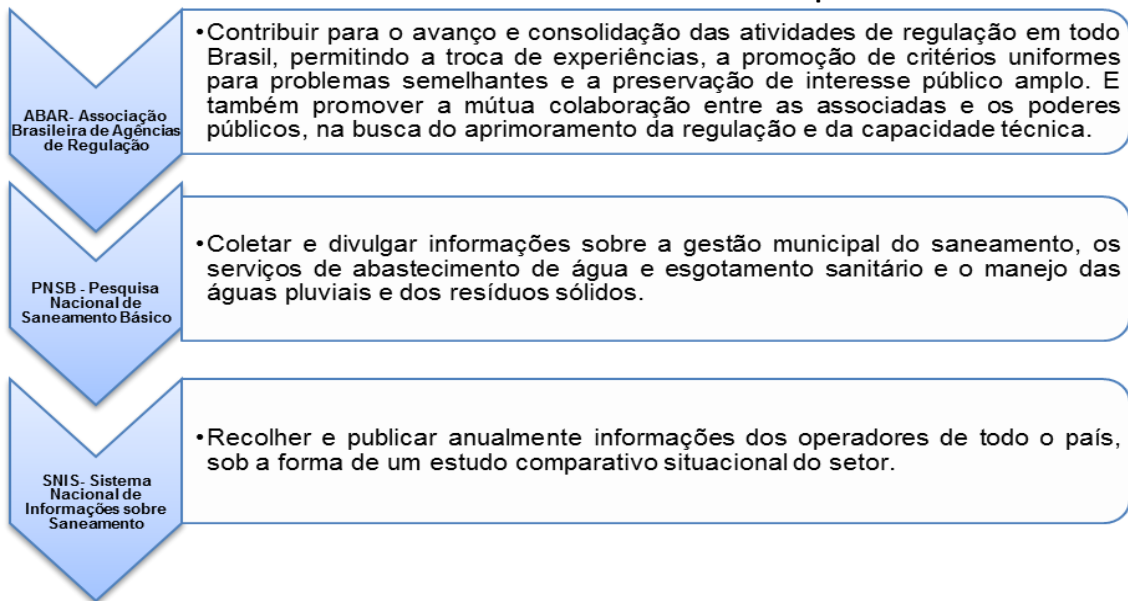 ABAR- Associação
Brasileira de Agências
de Regulação
•Contribuir para o avanço e consolidação das atividades de regulação em todo
Brasil, permitindo a troca de experiências, a promoção de critérios uniformes
para problemas semelhantes e a preservação de interesse público amplo. E
também promover a mútua colaboração entre as associadas e os poderes
públicos, na busca do aprimoramento da regulação e da capacidade técnica.
PNSB - Pesquisa
Nacional de
Saneamento Básico
•Coletar e divulgar informações sobre a gestão municipal do saneamento, os
serviços de abastecimento de água e esgotamento sanitário e o manejo das
águas pluviais e dos resíduos sólidos.
SNIS- Sistema
Nacional de
Informações sobre
Saneamento
•Recolher e publicar anualmente informações dos operadores de todo o país,
sob a forma de um estudo comparativo situacional do setor.